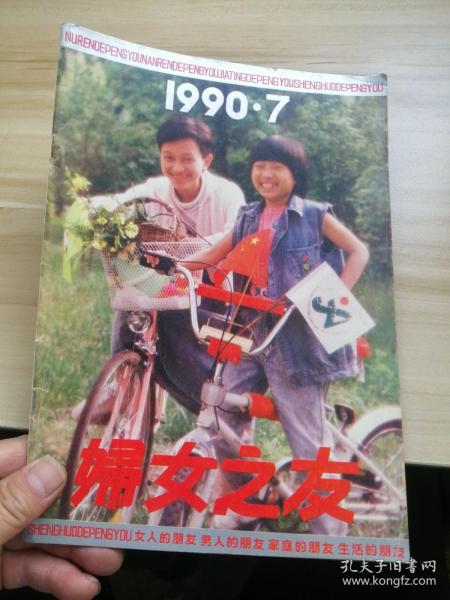 NÜRENDEPENGYOUNANRENDEPENGYOUJIATINGDEPENGYOUSHENGHUODEPENGYOU
1990·7
婦女之友
SHENGHUODEPENGYOU 女人的朋友 男人的朋友 家庭的朋友 生活的朋友
孔夫子旧书网
www.kongfz.com